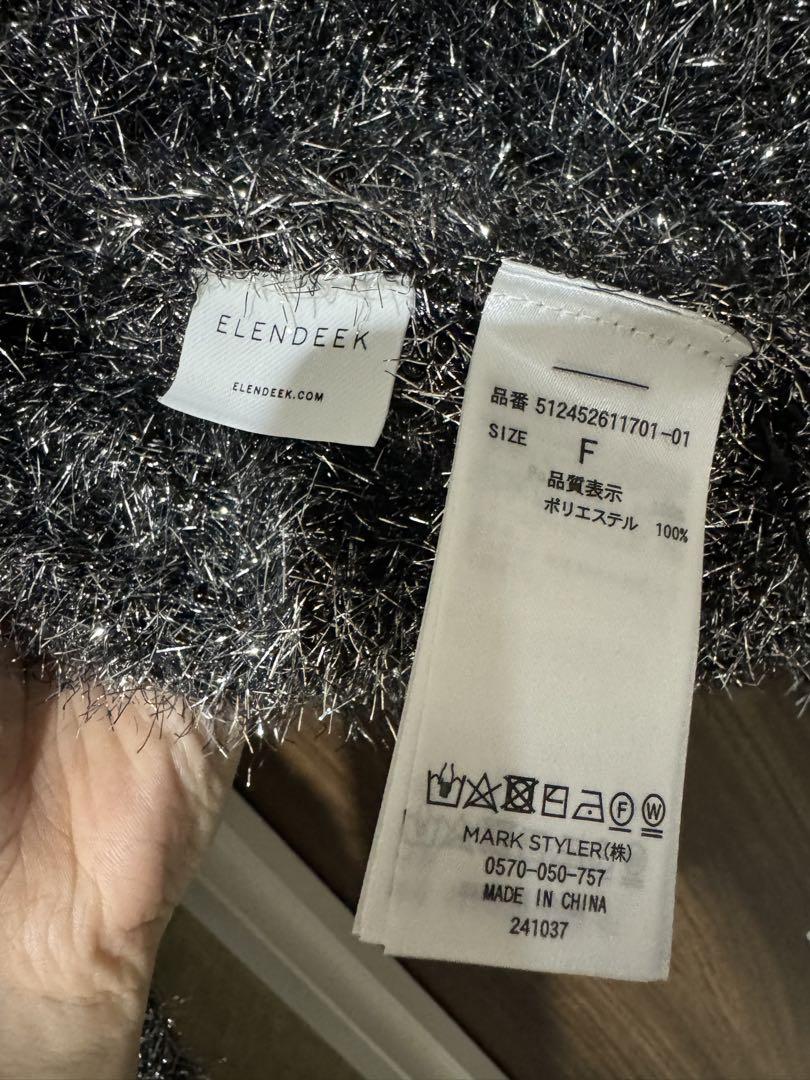 ELENDEEK
ELENDEEK.COM
品番 512452611701-01
SIZE F
品質表示
ポリエステル 100%
F W
MARK STYLER(株)
0570-050-757
MADE IN CHINA
241037